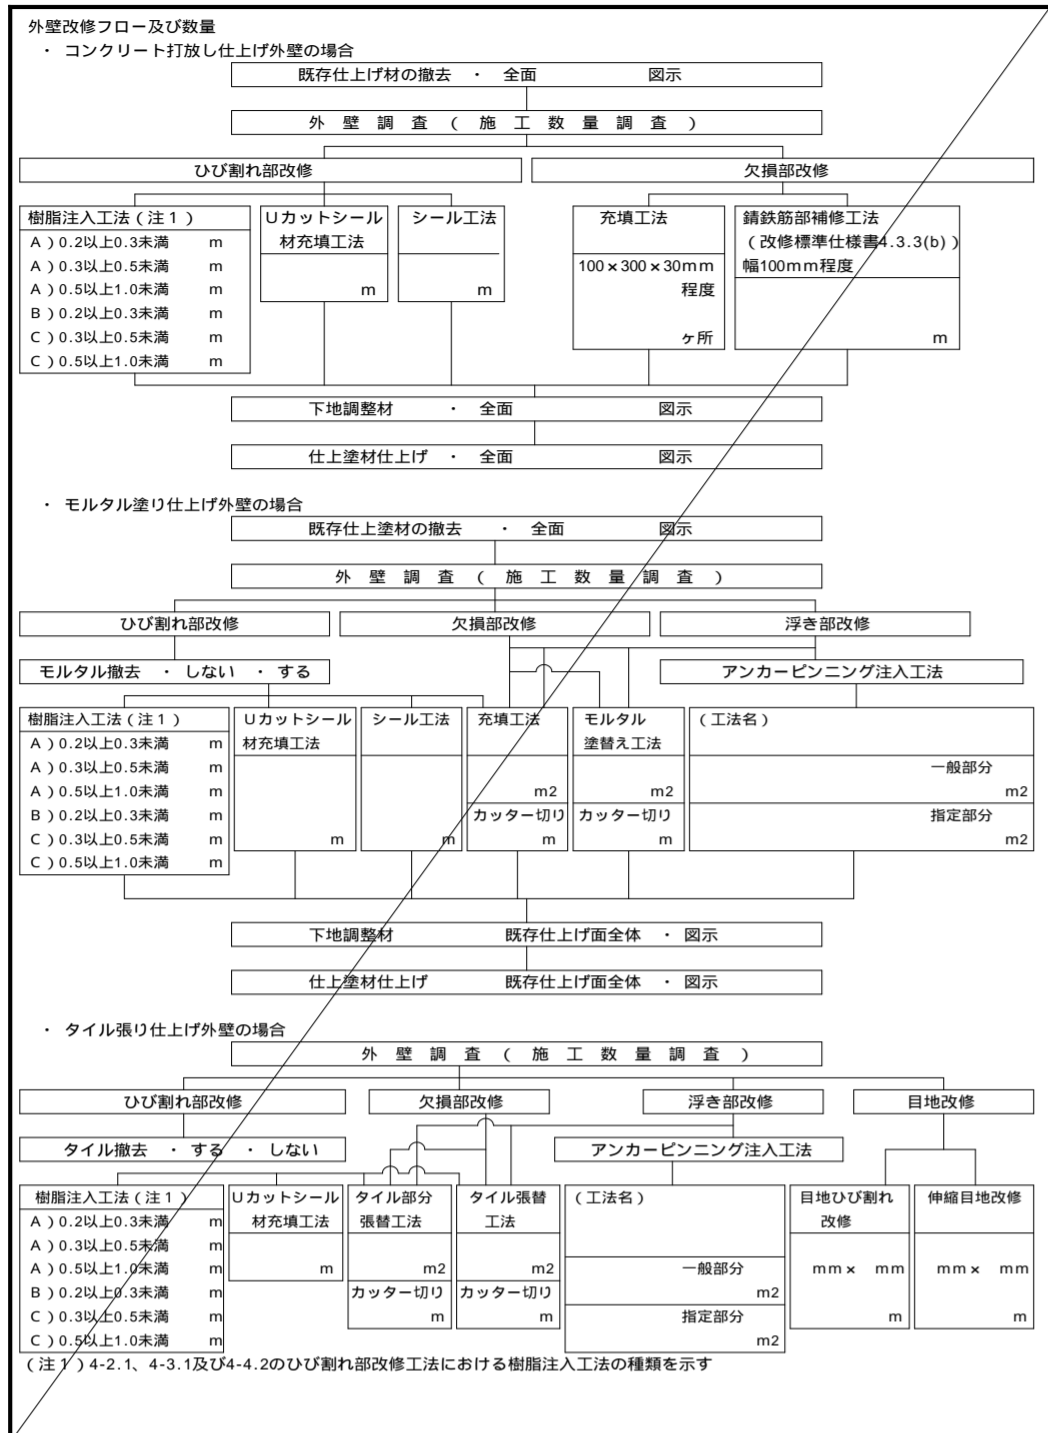 外壁改修フロー及び数量
・ コンクリート打放し仕上げ外壁の場合
既存仕上げ材の撤去 ・ 全面 図示
外 壁 調 査 ( 施 工 数 量 調 査 )
ひび割れ部改修 欠損部改修
樹脂注入工法(注1)
A)0.2以上0.3未満 m
A)0.3以上0.5未満 m
A)0.5以上1.0未満 m
B)0.2以上0.3未満 m
C)0.3以上0.5未満 m
C)0.5以上1.0未満 m
Uカットシール
材充填工法
m
シール工法
m
充填工法
100×300×30mm
程度
ヶ所
錆鉄筋部補修工法
(改修標準仕様書4.3.3(b))
幅100mm程度
m
下地調整材 ・ 全面 図示
仕上塗材仕上げ ・ 全面 図示
・ モルタル塗り仕上げ外壁の場合
既存仕上塗材の撤去 ・ 全面 図示
外 壁 調 査 ( 施 工 数 量 調 査 )
ひび割れ部改修 欠損部改修 浮き部改修
モルタル撤去 ・ しない ・ する アンカーピンニング注入工法
樹脂注入工法(注1)
A)0.2以上0.3未満 m
A)0.3以上0.5未満 m
A)0.5以上1.0未満 m
B)0.2以上0.3未満 m
C)0.3以上0.5未満 m
C)0.5以上1.0未満 m
Uカットシール
材充填工法
m
シール工法
m
充填工法
m2
カッター切り
m
モルタル
塗替え工法
m2
カッター切り
m
(工法名)
一般部分
m2
指定部分
m2
下地調整材 既存仕上げ面全体 ・ 図示
仕上塗材仕上げ 既存仕上げ面全体 ・ 図示
・ タイル張り仕上げ外壁の場合
外 壁 調 査 ( 施 工 数 量 調 査 )
ひび割れ部改修 欠損部改修 浮き部改修 目地改修
タイル撤去 ・ する ・ しない アンカーピンニング注入工法
樹脂注入工法(注1)
A)0.2以上0.3未満 m
A)0.3以上0.5未満 m
A)0.5以上1.0未満 m
B)0.2以上0.3未満 m
C)0.3以上0.5未満 m
C)0.5以上1.0未満 m
Uカットシール
材充填工法
m
タイル部分
張替工法
m2
カッター切り
m
タイル張替
工法
m2
カッター切り
m
(工法名)
一般部分
m2
指定部分
m2
目地ひび割れ
改修
mm× mm
m
伸縮目地改修
mm× mm
m
(注1)4-2.1、4-3.1及び4-4.2のひび割れ部改修工法における樹脂注入工法の種類を示す